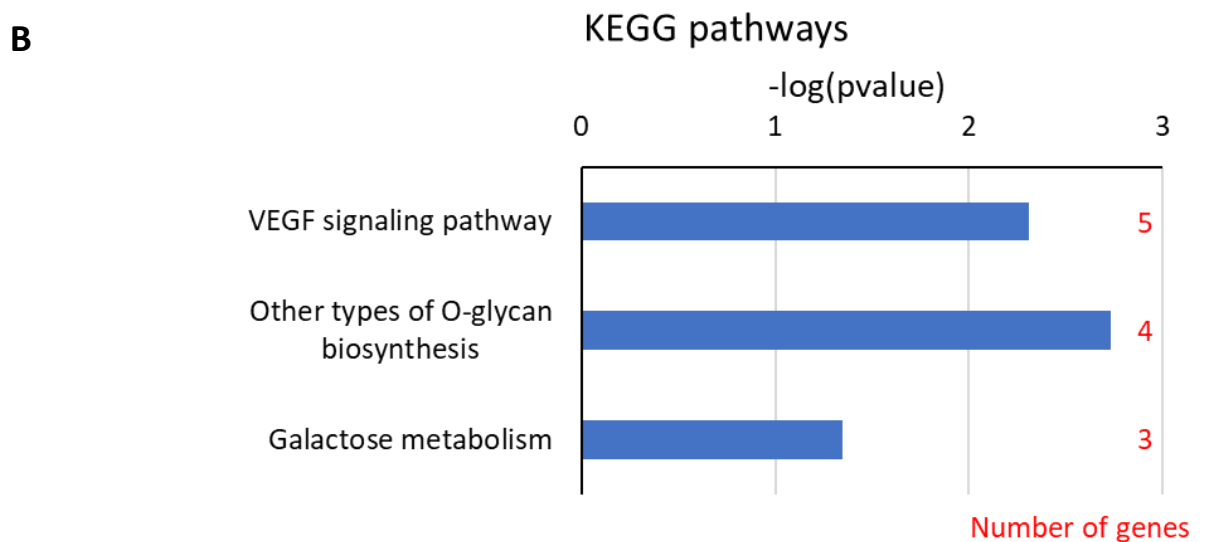 B
KEGG pathways
-log(pvalue)
0 1 2 3
VEGF signaling pathway 5
Other types of O-glycan
biosynthesis 4
Galactose metabolism 3
Number of genes